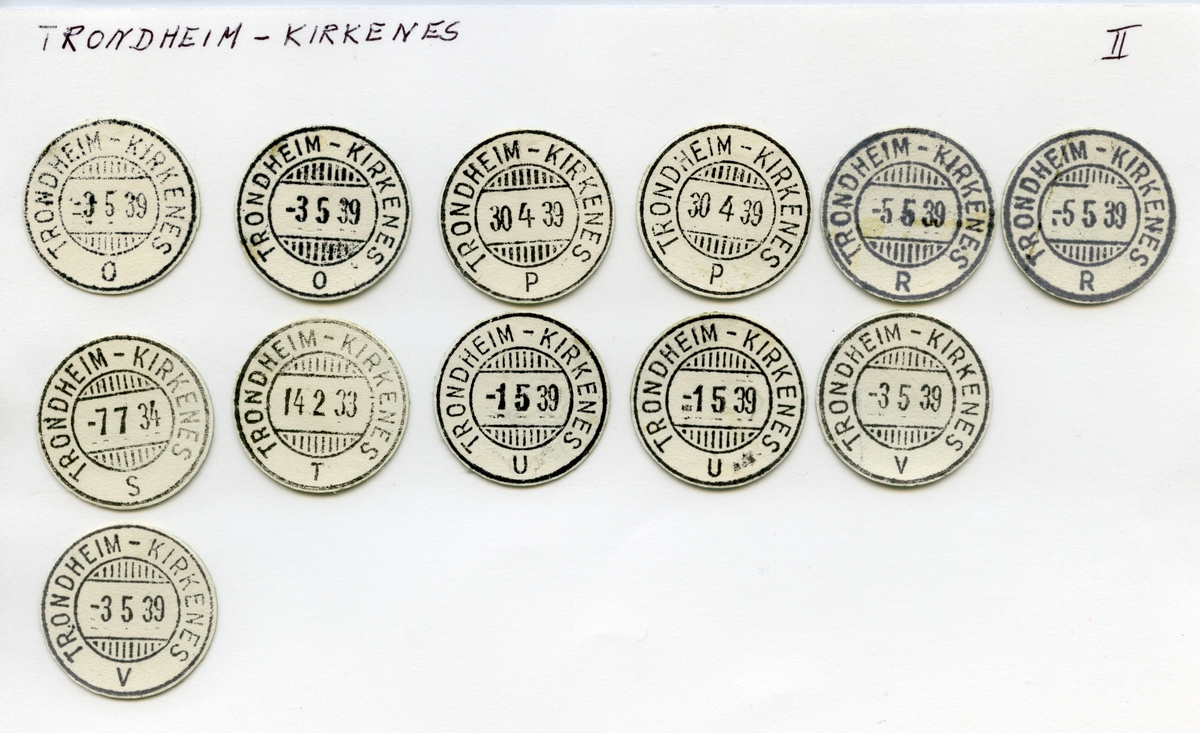 TRONDHEIM – KIRKENES
II
TRONDHEIM – KIRKENES
-3 5 39
O
TRONDHEIM – KIRKENES
-3 5 39
O
TRONDHEIM – KIRKENES
30 4 39
P
TRONDHEIM – KIRKENES
30 4 39
P
TRONDHEIM – KIRKENES
-5 5 39
R
TRONDHEIM – KIRKENES
-5 5 39
R
TRONDHEIM – KIRKENES
-7 7 34
S
TRONDHEIM – KIRKENES
14 2 33
T
TRONDHEIM – KIRKENES
-1 5 39
U
TRONDHEIM – KIRKENES
-1 5 39
U
TRONDHEIM – KIRKENES
-3 5 39
V
TRONDHEIM – KIRKENES
-3 5 39
V